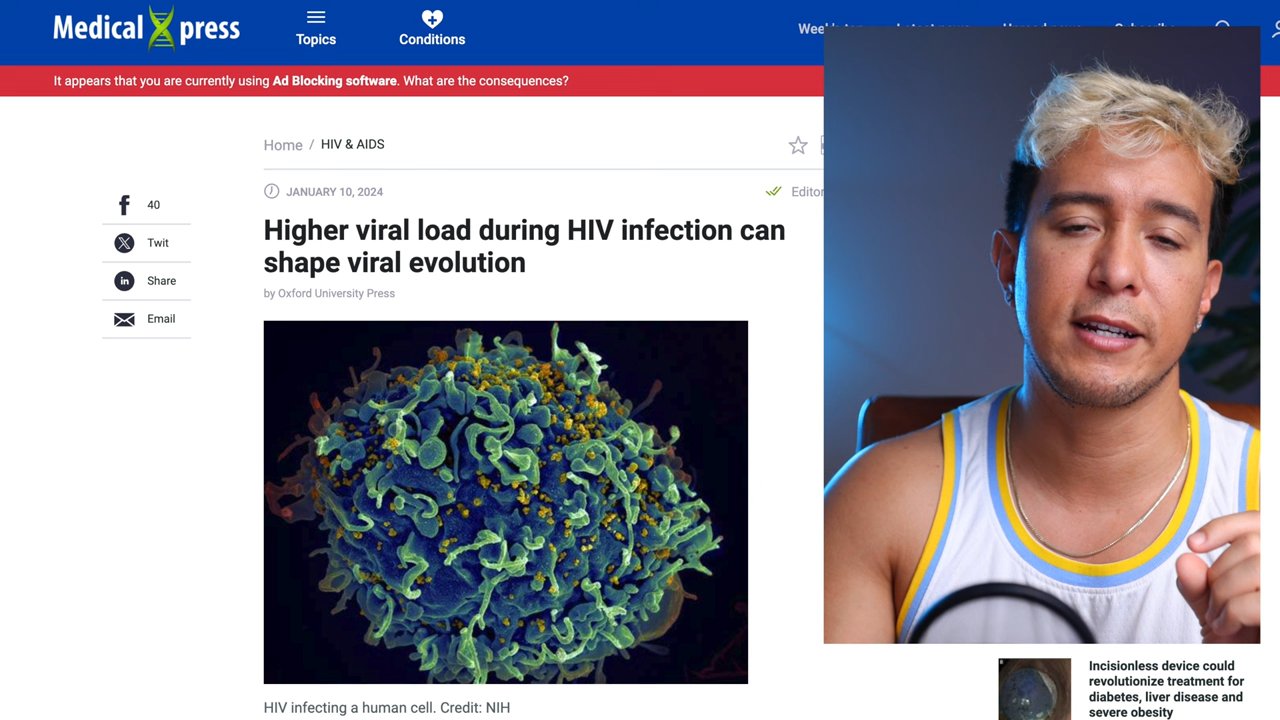 Medical press
Topics
Conditions
It appears that you are currently using Ad Blocking software. What are the consequences?
Home / HIV & AIDS
JANUARY 10, 2024
Higher viral load during HIV infection can
shape viral evolution
by Oxford University Press
40
Twit
Share
Email
HIV infecting a human cell. Credit: NIH
Incisionless device could
revolutionize treatment for
diabetes, liver disease and
severe obesity